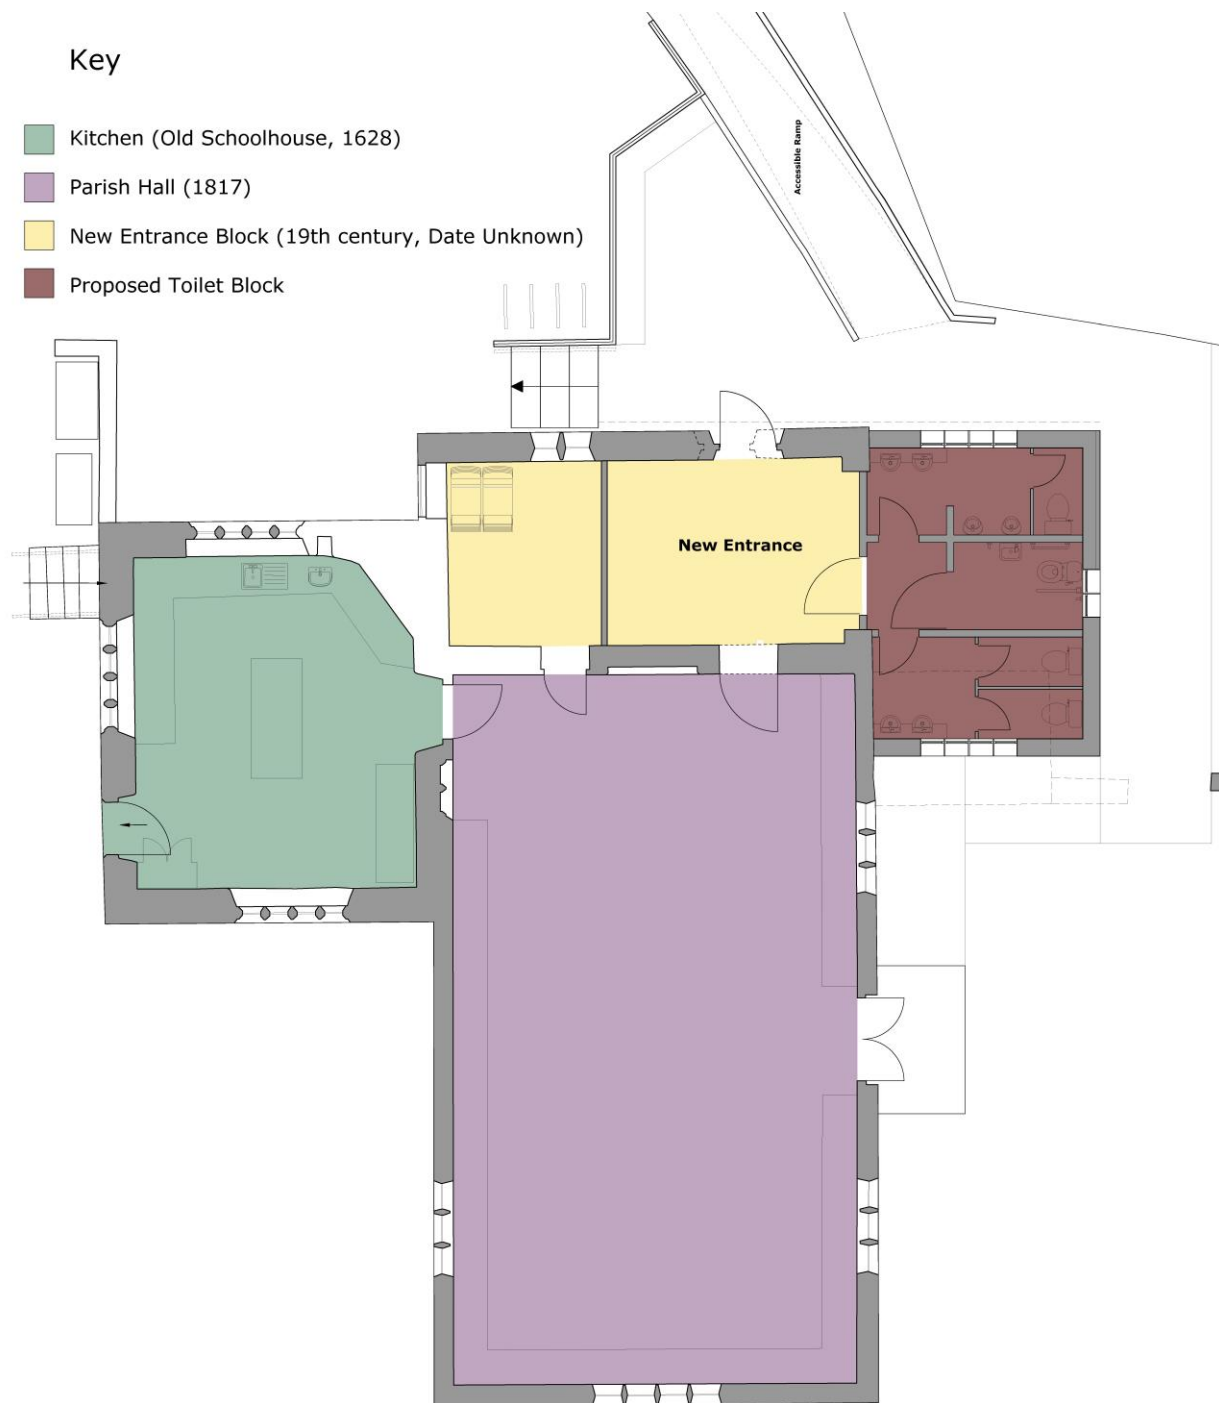 Key
Kitchen (Old Schoolhouse, 1628)
Parish Hall (1817)
New Entrance Block (19th century, Date Unknown)
Proposed Toilet Block
Accessible Ramp
New Entrance